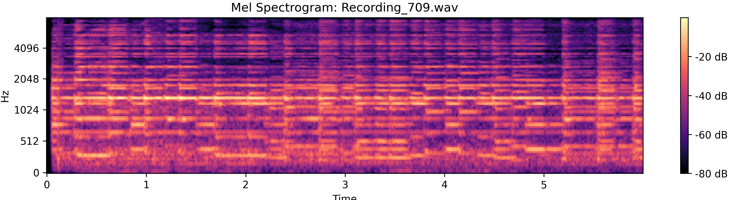 Mel Spectrogram: Recording_709.wav
4096
2048
1024
512
0
Hz
0 1 2 3 4 5
Time
-20 dB
-40 dB
-60 dB
-80 dB